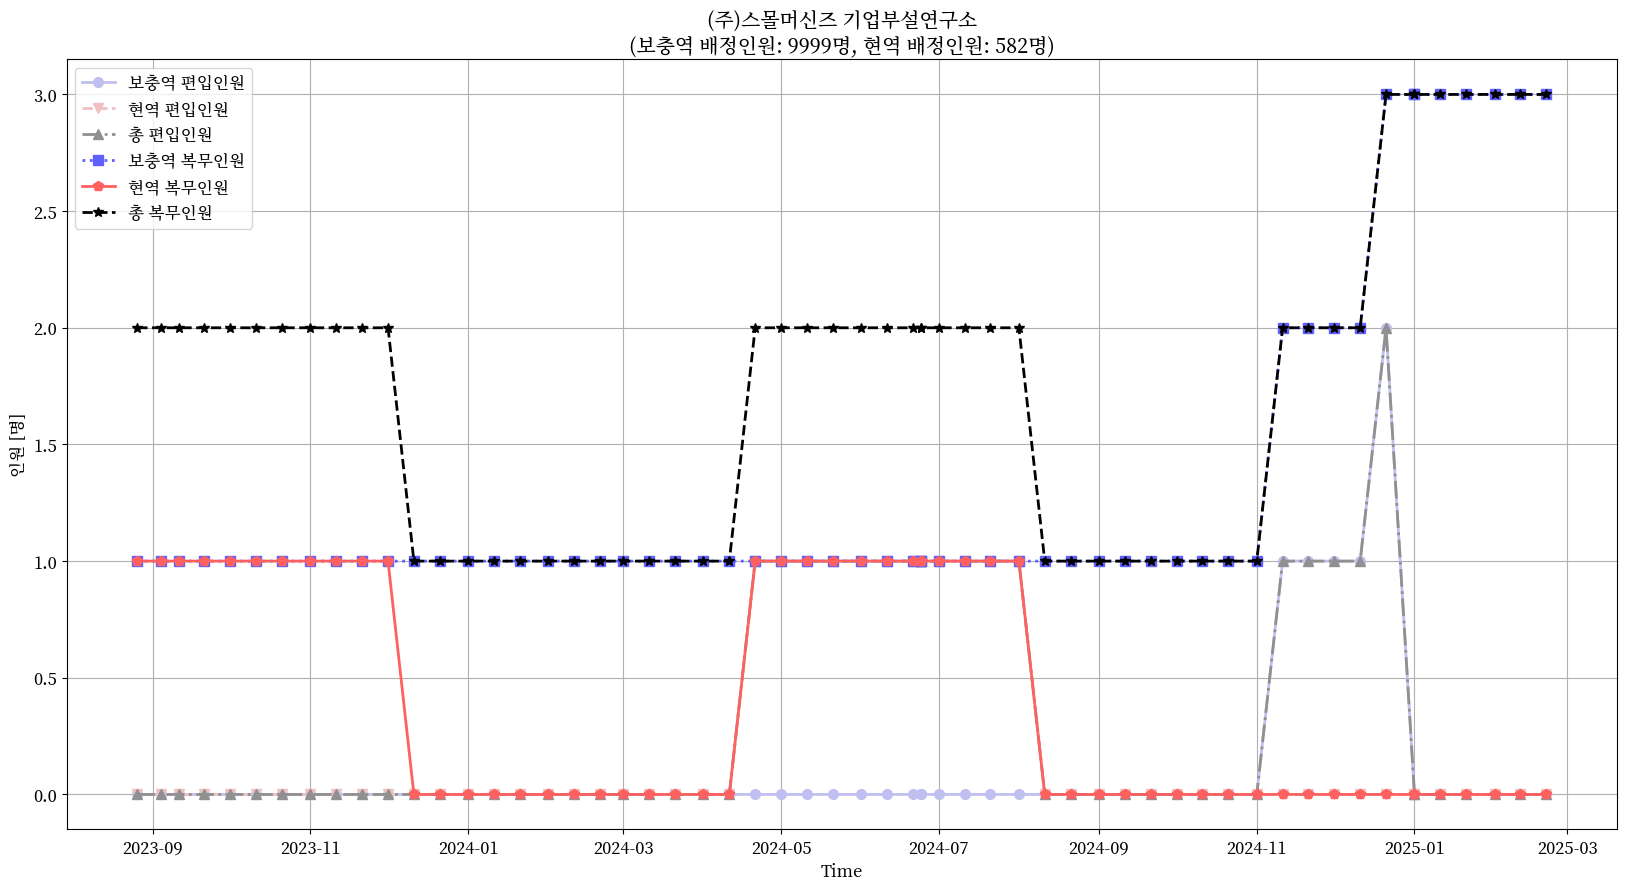 (주)스몰머신즈 기업부설연구소
(보충역 배정인원: 9999명, 현역 배정인원: 582명)
보충역 편입인원
현역 편입인원
총 편입인원
보충역 복무인원
현역 복무인원
총 복무인원
3.0
2.5
2.0
1.5
1.0
0.5
0.0
인원 [명]
2023-09
2023-11
2024-01
2024-03
2024-05
2024-07
2024-09
2024-11
2025-01
2025-03
Time